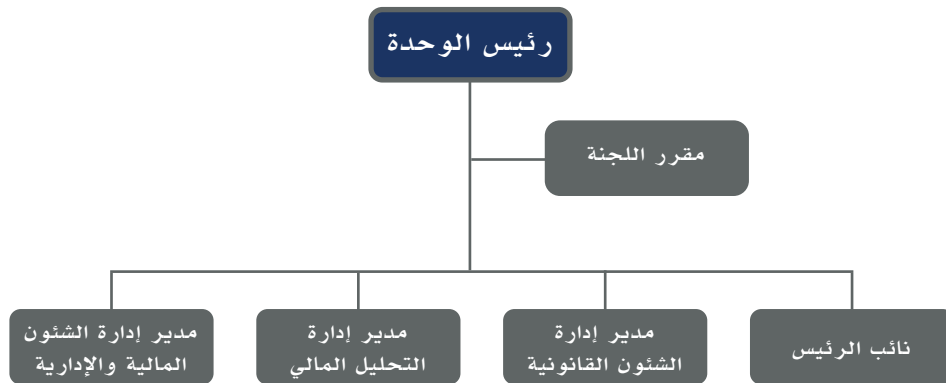 رئيس الوحدة
مقرر اللجنة
نائب الرئيس
مدير إدارة
الشئون القانونية
مدير إدارة
التحليل المالي
مدير إدارة الشئون
المالية والإدارية